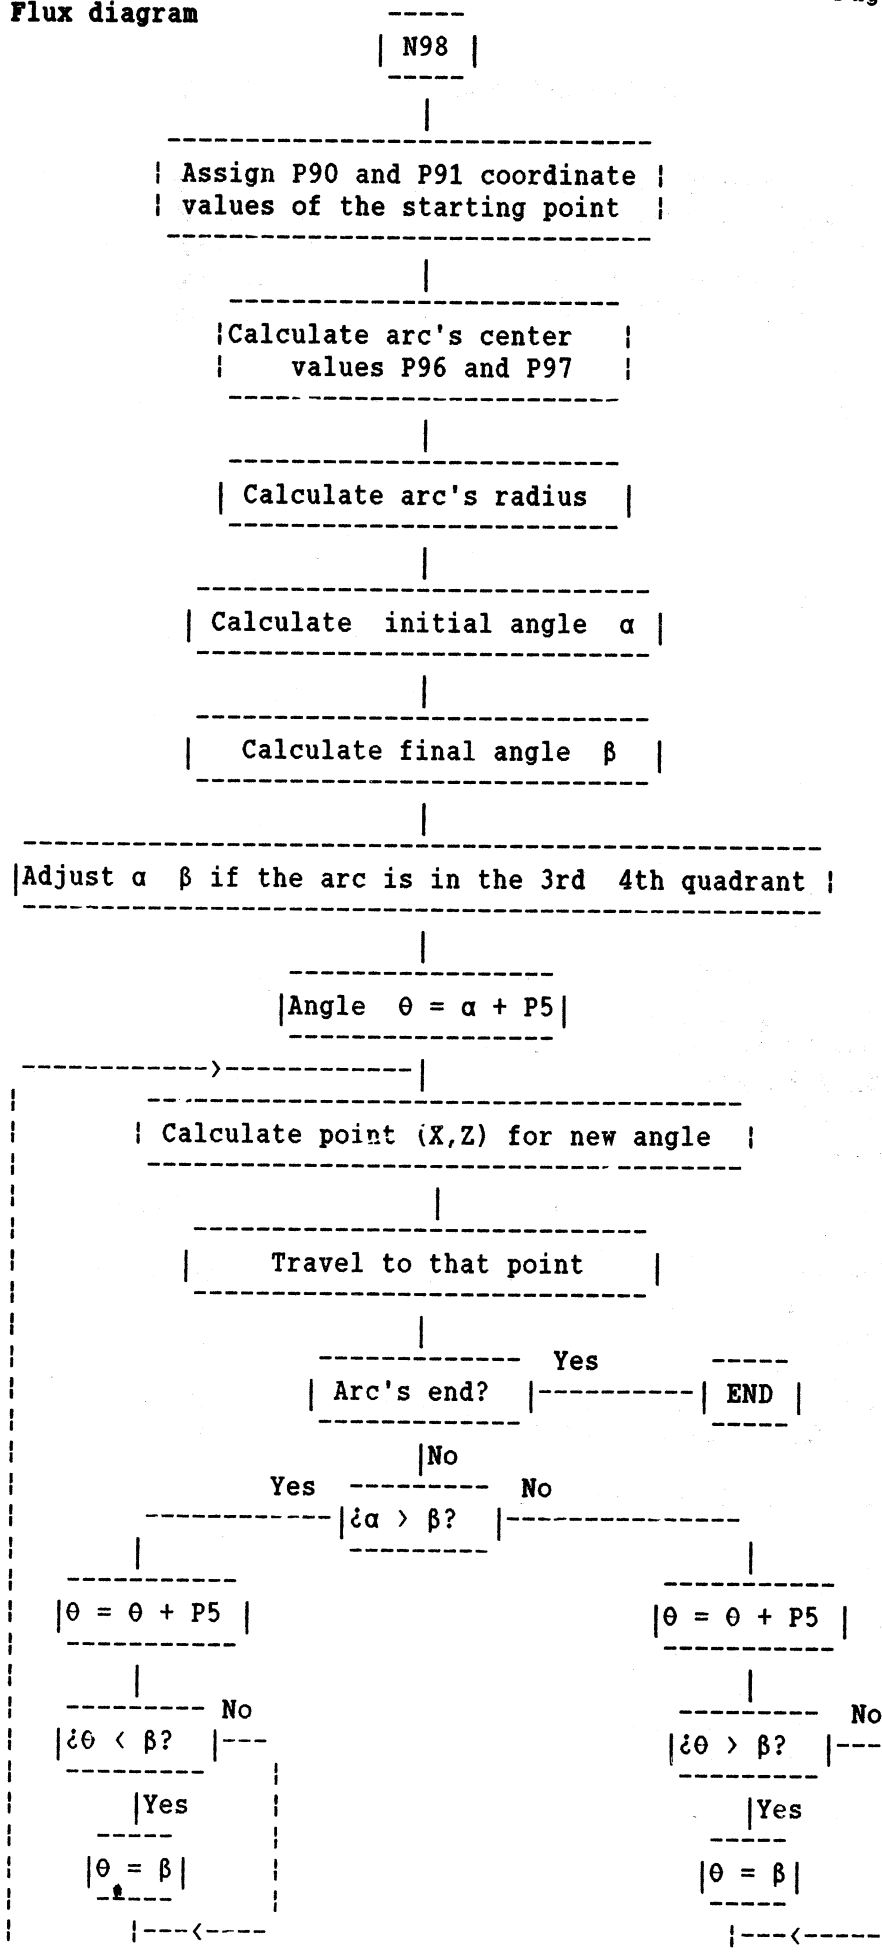 Flux diagram
N98
Assign P90 and P91 coordinate
values of the starting point
Calculate arc's center
values P96 and P97
Calculate arc's radius
Calculate initial angle α
Calculate final angle β
Adjust α β if the arc is in the 3rd 4th quadrant
Angle θ = α + P5
Calculate point (X,Z) for new angle
Travel to that point
Yes
Arc's end?
END
No
Yes
No
¿α > β?
θ = θ + P5
θ = θ + P5
No
No
¿θ < β?
¿θ > β?
Yes
Yes
θ = β
θ = β